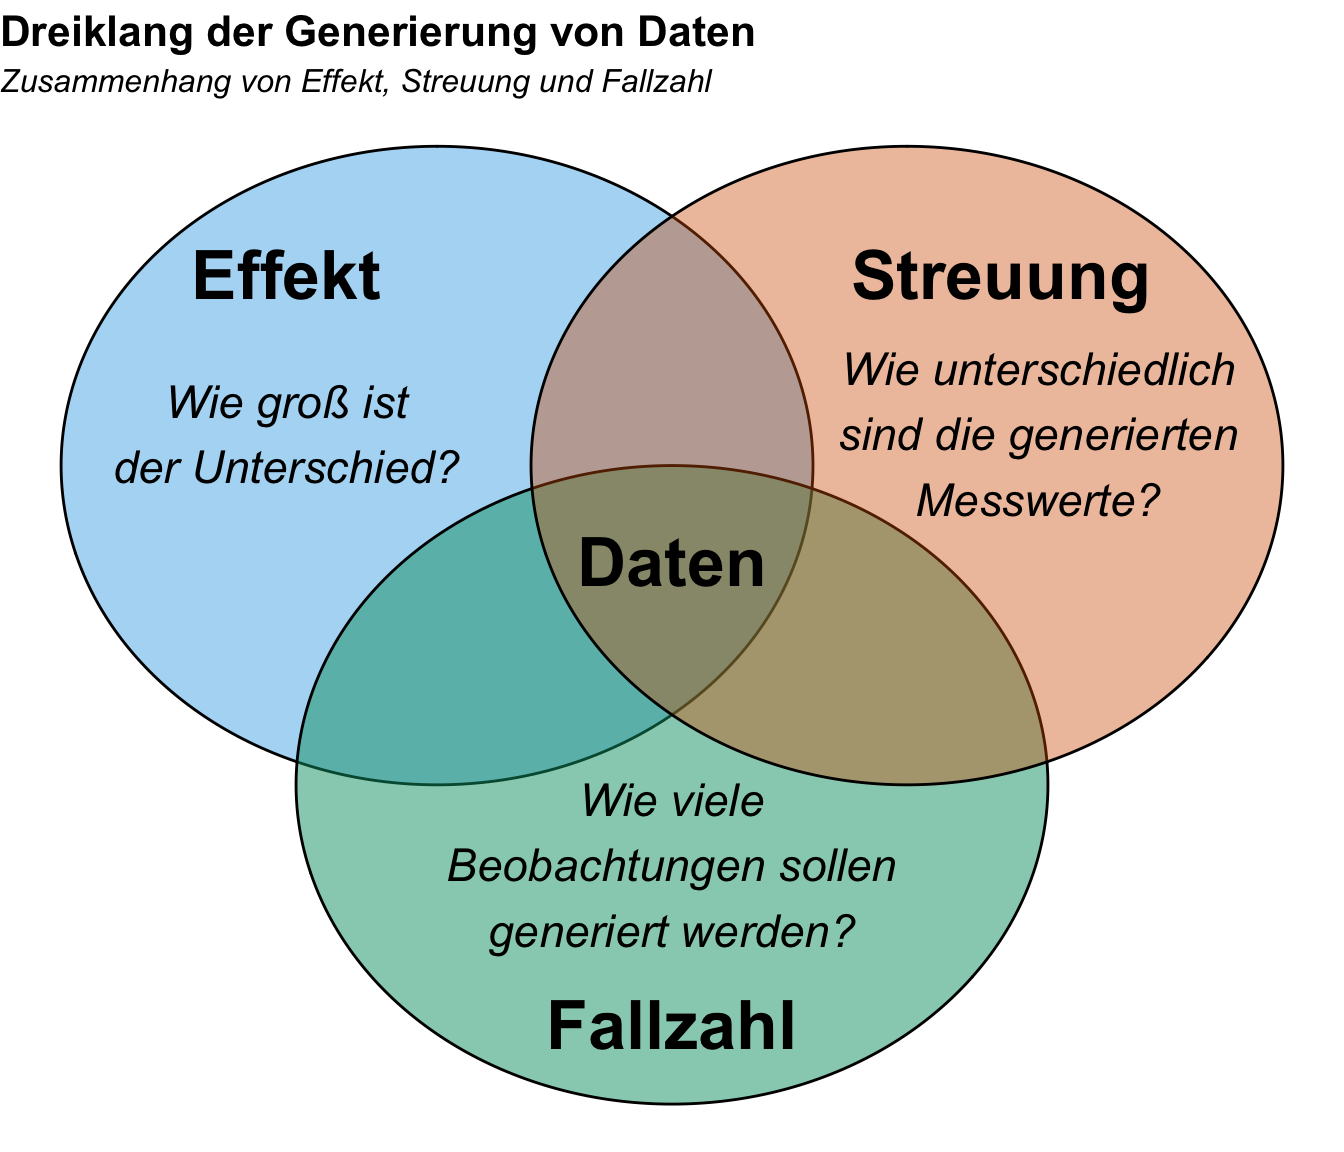 Dreiklang der Generierung von Daten
Zusammenhang von Effekt, Streuung und Fallzahl
Effekt
Wie groß ist
der Unterschied?
Streuung
Wie unterschiedlich
sind die generierten
Messwerte?
Daten
Wie viele
Beobachtungen sollen
generiert werden?
Fallzahl